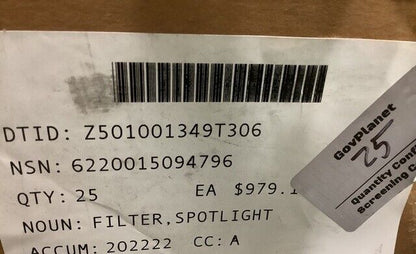 DTID: Z501001349T306
NSN: 6220015094796
QTY: 25 EA $979.1
NOUN: FILTER,SPOTLIGHT
ACCUM: 202222 CC: A
GovPlanet
25
Quantity Conf
Screening C